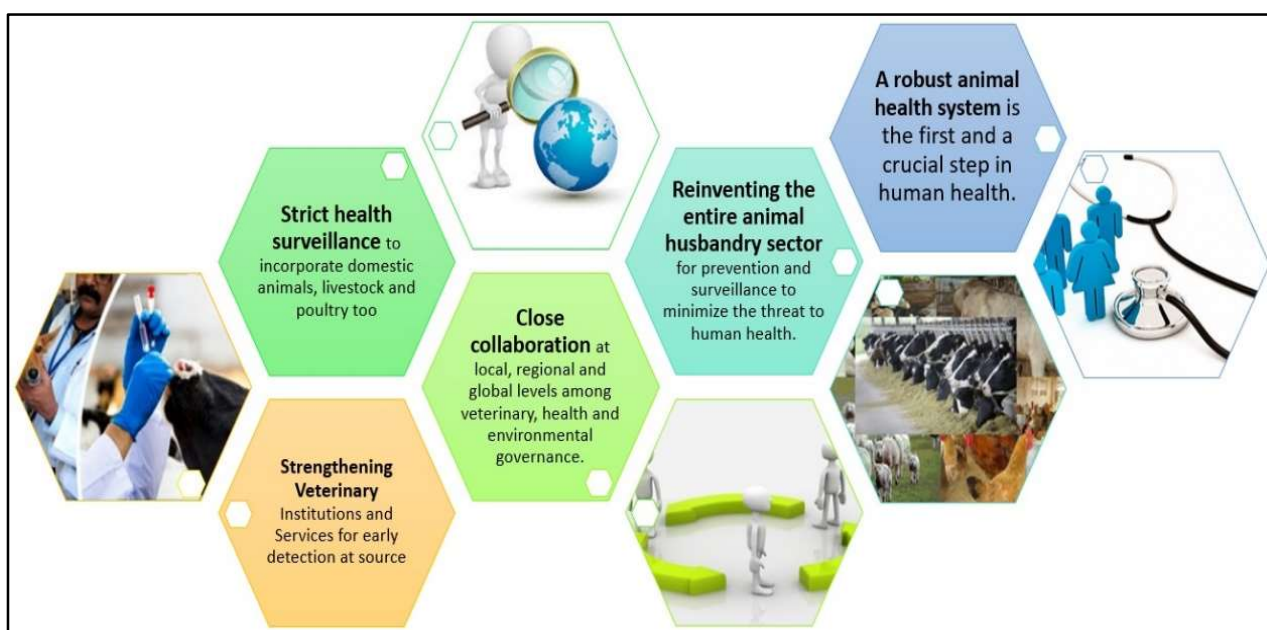 Strict health
surveillance to
incorporate domestic
animals, livestock and
poultry too
Strengthening
Veterinary
Institutions and
Services for early
detection at source
Close
collaboration at
local, regional and
global levels among
veterinary, health and
environmental
governance.
Reinventing the
entire animal
husbandry sector
for prevention and
surveillance to
minimize the threat to
human health.
A robust animal
health system is
the first and a
crucial step in
human health.